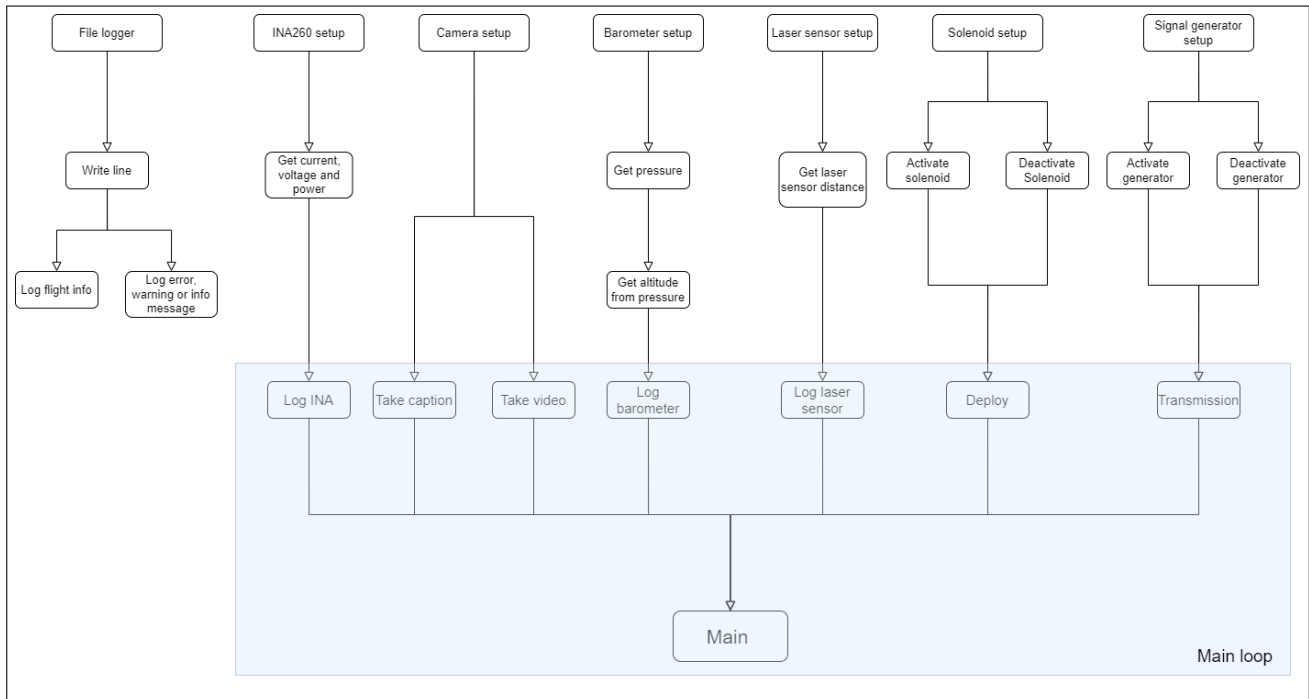 File logger
INA260 setup
Camera setup
Barometer setup
Laser sensor setup
Solenoid setup
Signal generator
setup
Write line
Get current,
voltage and
power
Get pressure
Get laser
sensor distance
Activate
solenoid
Deactivate
Solenoid
Activate
generator
Deactivate
generator
Log flight info
Log error,
warning or info
message
Get altitude
from pressure
Log INA
Take caption
Take video
Log
barometer
Log laser
sensor
Deploy
Transmission
Main
Main loop